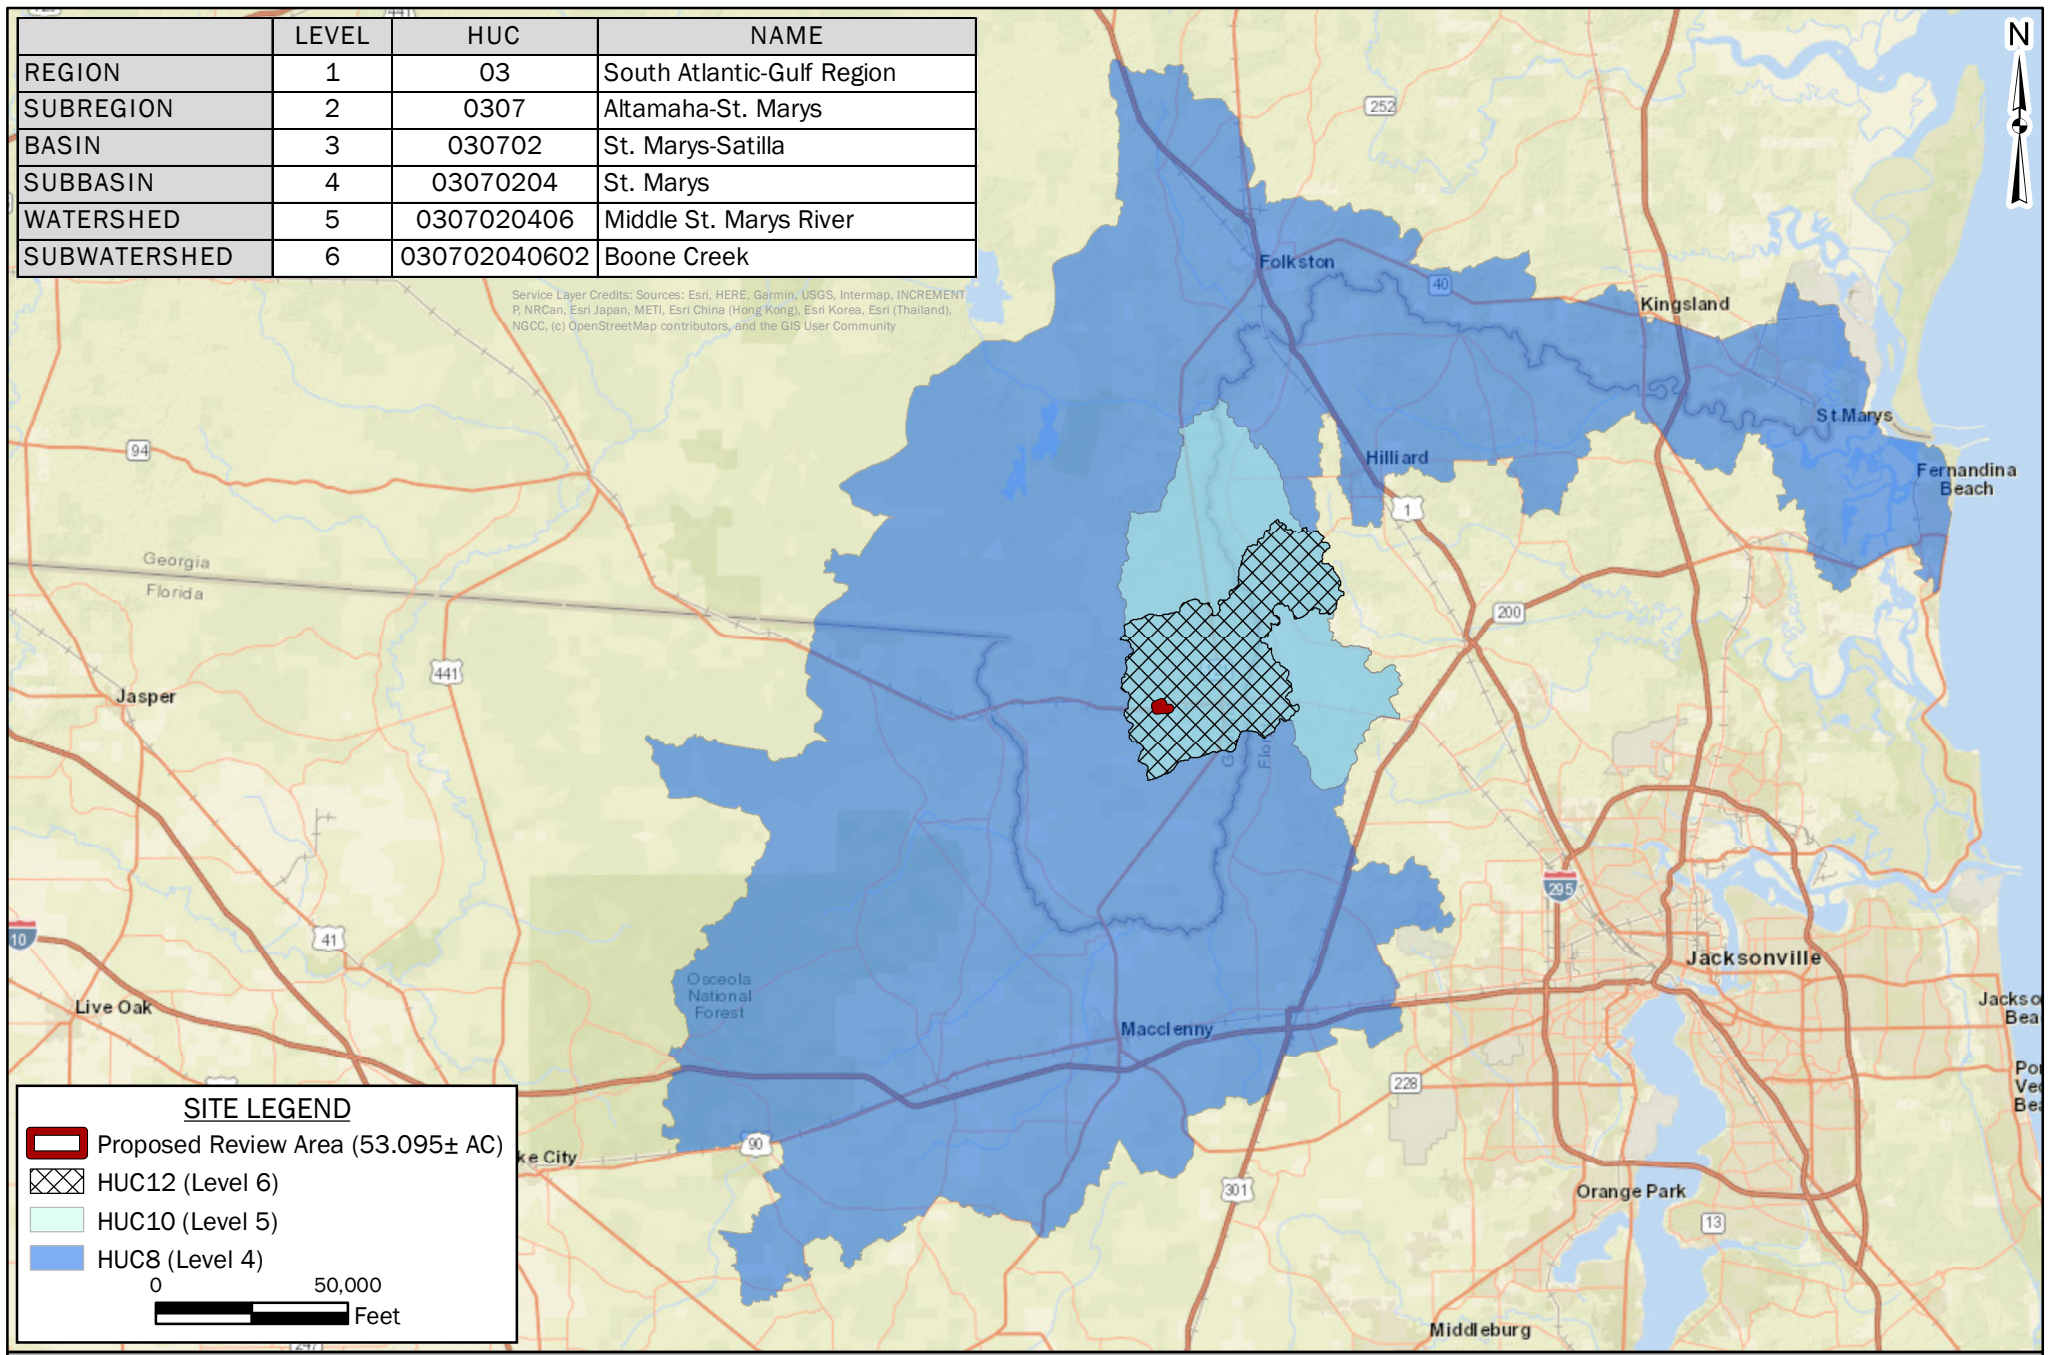 LEVEL HUC NAME
REGION 1 03 South Atlantic-Gulf Region
SUBREGION 2 0307 Altamaha-St. Marys
BASIN 3 030702 St. Marys-Satilla
SUBBASIN 4 03070204 St. Marys
WATERSHED 5 0307020406 Middle St. Marys River
SUBWATERSHED 6 030702040602 Boone Creek
Service Layer Credits: Sources: Esri, HERE, Garmin, USGS, Intermap, INCREMENT
P, NRCan, Esri Japan, METI, Esri China (Hong Kong), Esri Korea, Esri (Thailand),
NGCC, (c) OpenStreetMap contributors, and the GIS User Community
N
252
Folkston
40
Kingsland
St Marys
94
Hilliard
Fernandina
Beach
1
Georgia
Florida
200
441
Jasper
295
10
41
Jacksonville
Osceola
National
Forest
Live Oak
Macclenny
Jackso
Bea
228
Po
Ve
Be
90
ke City
301
Orange Park
13
Middleburg
247
SITE LEGEND
Proposed Review Area (53.095± AC)
HUC12 (Level 6)
HUC10 (Level 5)
HUC8 (Level 4)
0 50,000
Feet